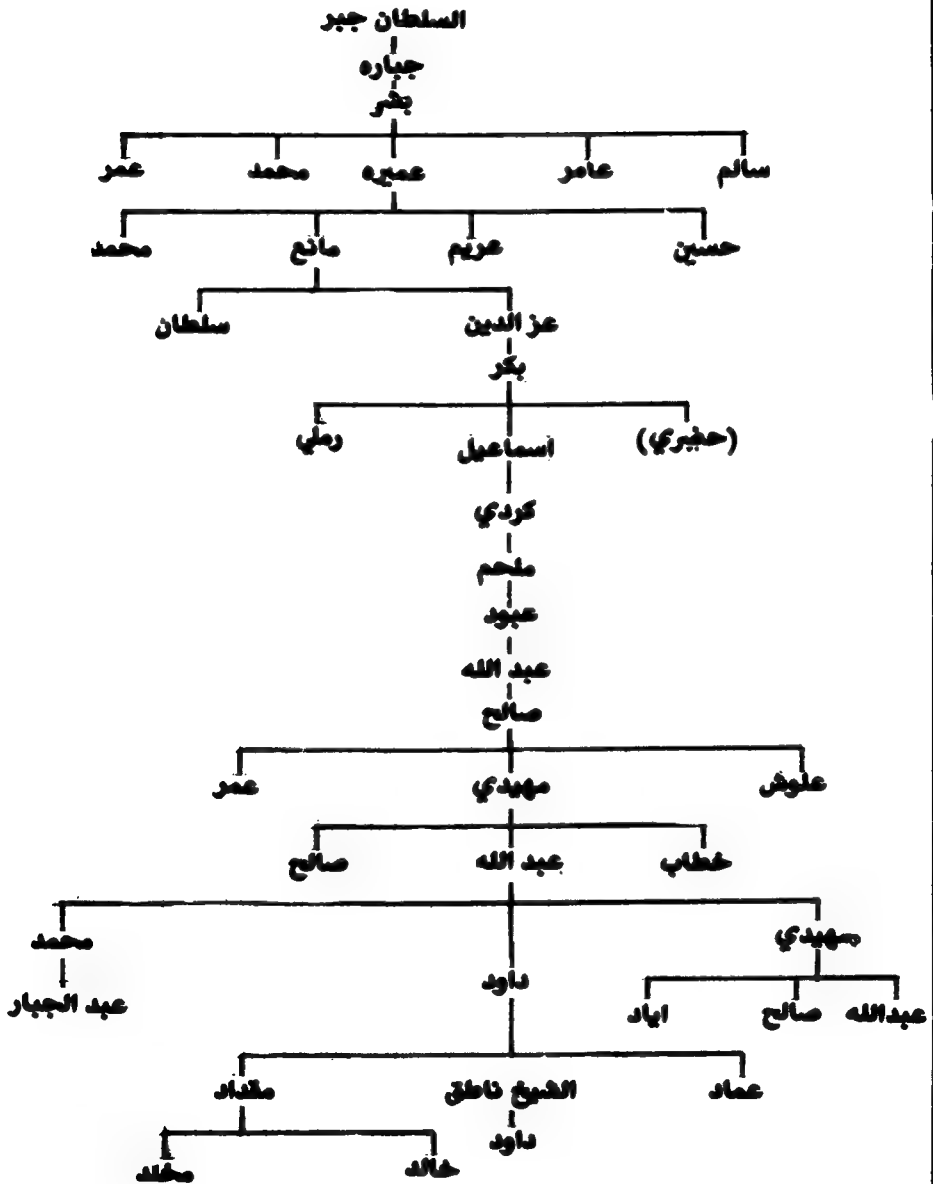 السلطان جبر
جباره
بشر
سالم عامر عميره محمد عمر
حسين عريم مانع محمد
عز الدين سلطان
بكر
(حضيري) اسماعيل رملي
كردي
ملحم
عبود
عبد الله
صالح
علوش مهيدي عمر
خطاب عبد الله صالح
مهيدي محمد
داود
عبدالله صالح اياد عبد الجبار
عماد الشيخ ناطق مقداد
داود
خالد مخلد